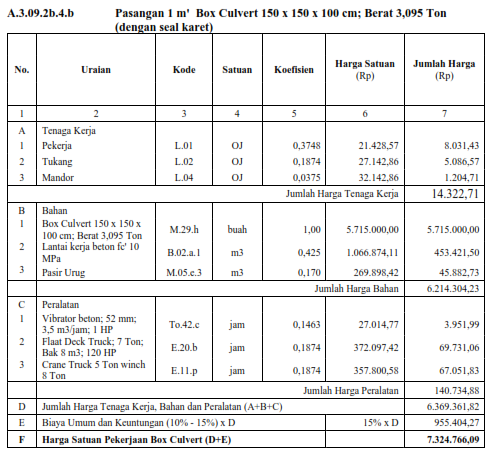 A.3.09.2b.4.b Pasangan 1 m' Box Culvert 150 x 150 x 100 cm; Berat 3,095 Ton
(dengan seal karet)
No. Uraian Kode Satuan Koefisien Harga Satuan (Rp) Jumlah Harga (Rp)
1 2 3 4 5 6 7
A Tenaga Kerja
1 Pekerja L.01 OJ 0,3748 21.428,57 8.031,43
2 Tukang L.02 OJ 0,1874 27.142,86 5.086,57
3 Mandor L.04 OJ 0,0375 32.142,86 1.204,71
Jumlah Harga Tenaga Kerja 14.322,71
B Bahan
1 Box Culvert 150 x 150 x
100 cm; Berat 3,095 Ton M.29.h buah 1,00 5.715.000,00 5.715.000,00
2 Lantai kerja beton fc' 10
MPa B.02.a.1 m3 0,425 1.066.874,11 453.421,50
3 Pasir Urug M.05.e.3 m3 0,170 269.898,42 45.882,73
Jumlah Harga Bahan 6.214.304,23
C Peralatan
1 Vibrator beton; 52 mm;
3,5 m3/jam; 1 HP To.42.c jam 0,1463 27.014,77 3.951,99
2 Flaat Deck Truck; 7 Ton;
Bak 8 m3; 120 HP E.20.b jam 0,1874 372.097,42 69.731,06
3 Crane Truck 5 Ton winch
8 Ton E.11.p jam 0,1874 357.800,58 67.051,83
Jumlah Harga Peralatan 140.734,88
D Jumlah Harga Tenaga Kerja, Bahan dan Peralatan (A+B+C) 6.369.361,82
E Biaya Umum dan Keuntungan (10% - 15%) x D 15% x D 955.404,27
F Harga Satuan Pekerjaan Box Culvert (D+E) 7.324.766,09